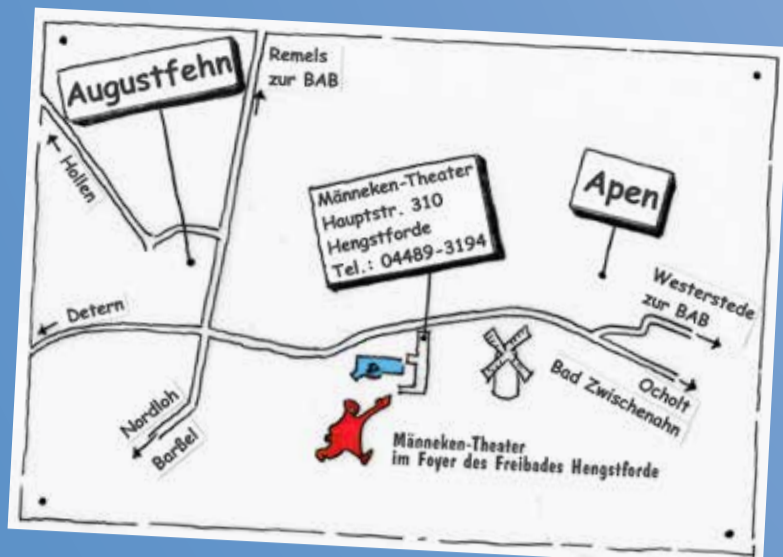 Remels
zur BAB
Augustfehn
Hollen
Männeken-Theater
Hauptstr. 310
Hengstforde
Tel.: 04489-3194
Apen
Detern
Westerstede
zur BAB
Ocholt
Bad Zwischenahn
Nordloh
Barßel
Männeken-Theater
im Foyer des Freibades Hengstforde